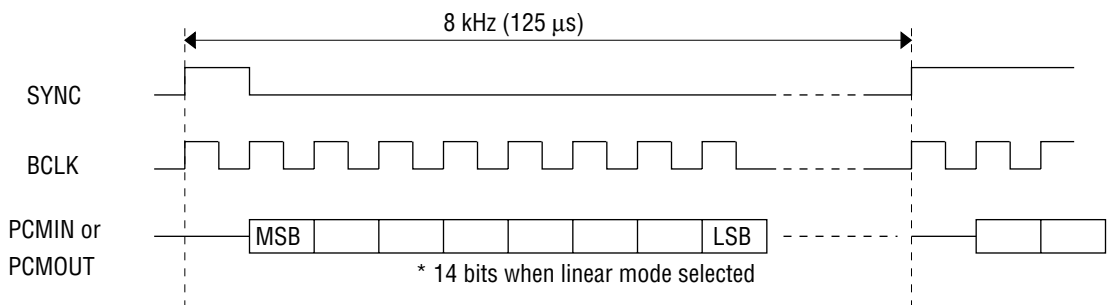 8 kHz (125 μs)
SYNC
BCLK
PCMIN or
PCMOUT
MSB
LSB
* 14 bits when linear mode selected